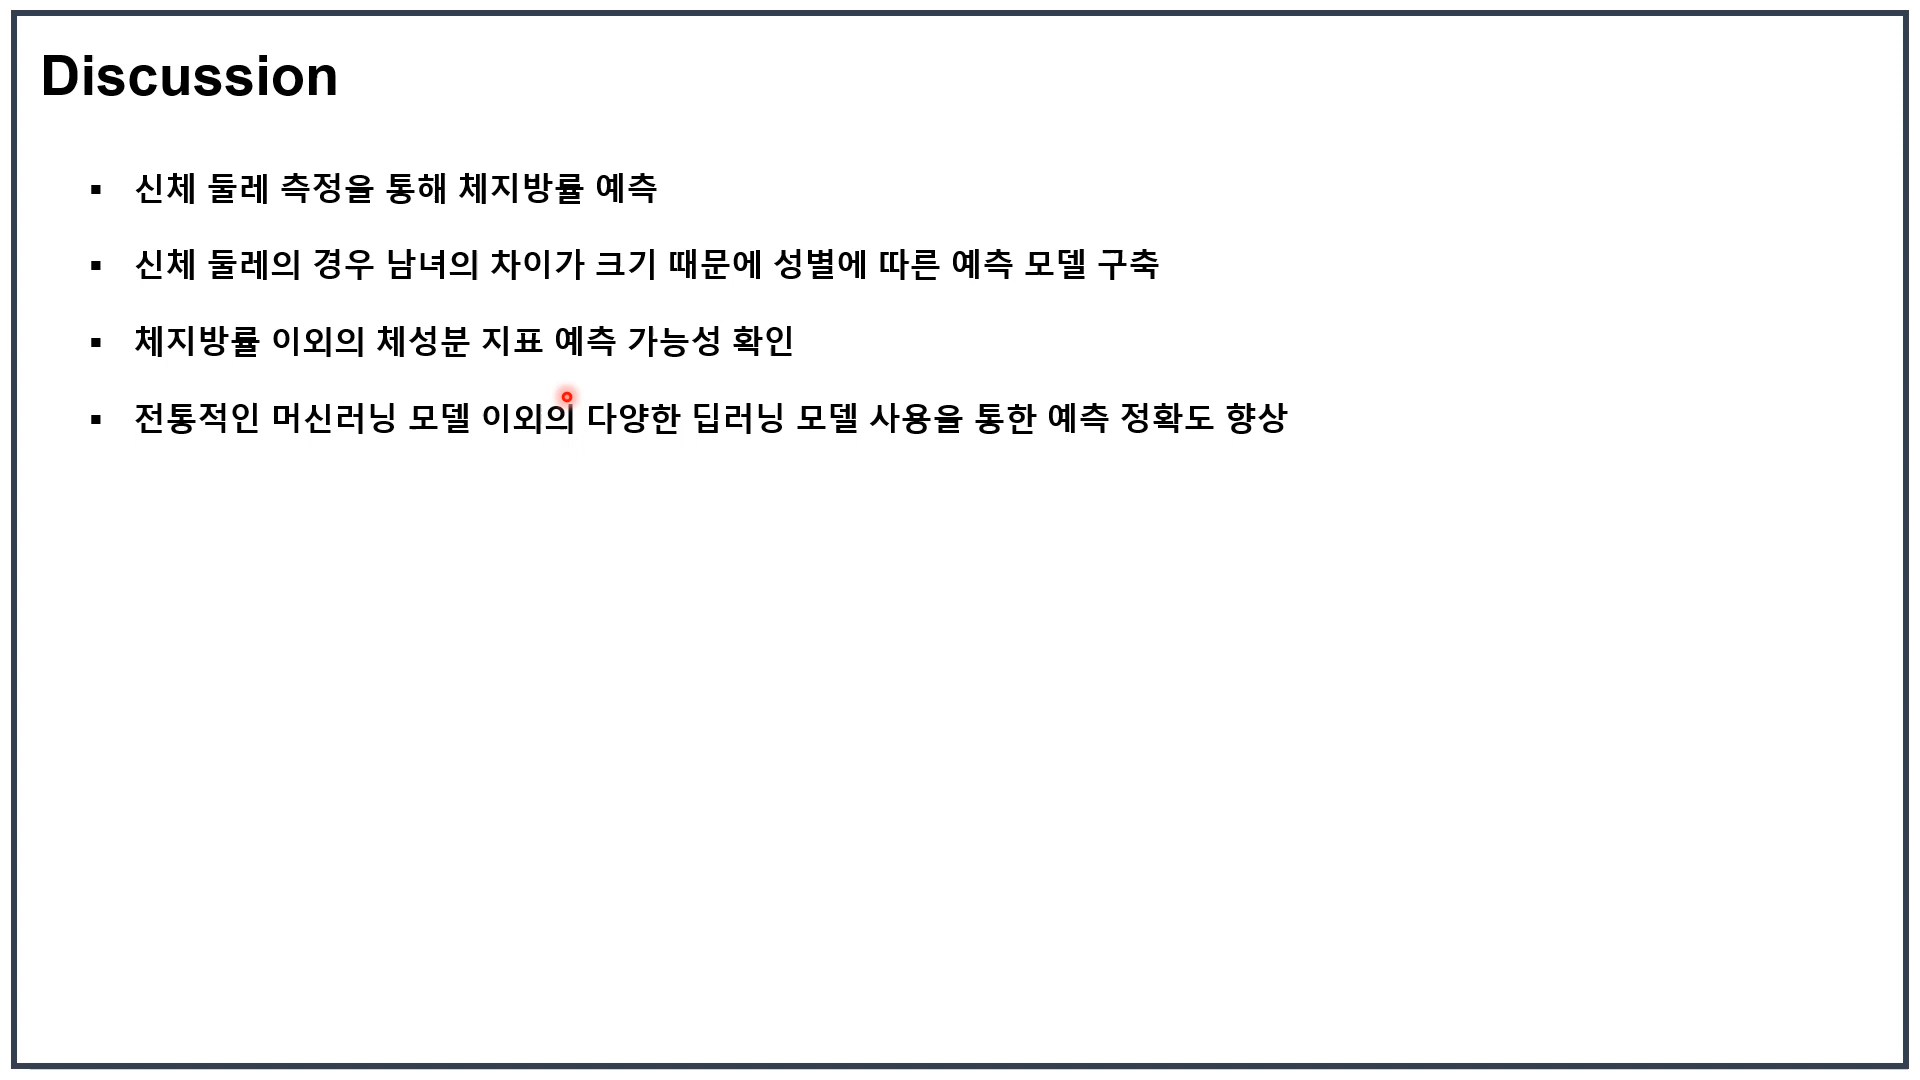 Discussion
▪ 신체 둘레 측정을 통해 체지방률 예측
▪ 신체 둘레의 경우 남녀의 차이가 크기 때문에 성별에 따른 예측 모델 구축
▪ 체지방률 이외의 체성분 지표 예측 가능성 확인
▪ 전통적인 머신러닝 모델 이외의 다양한 딥러닝 모델 사용을 통한 예측 정확도 향상